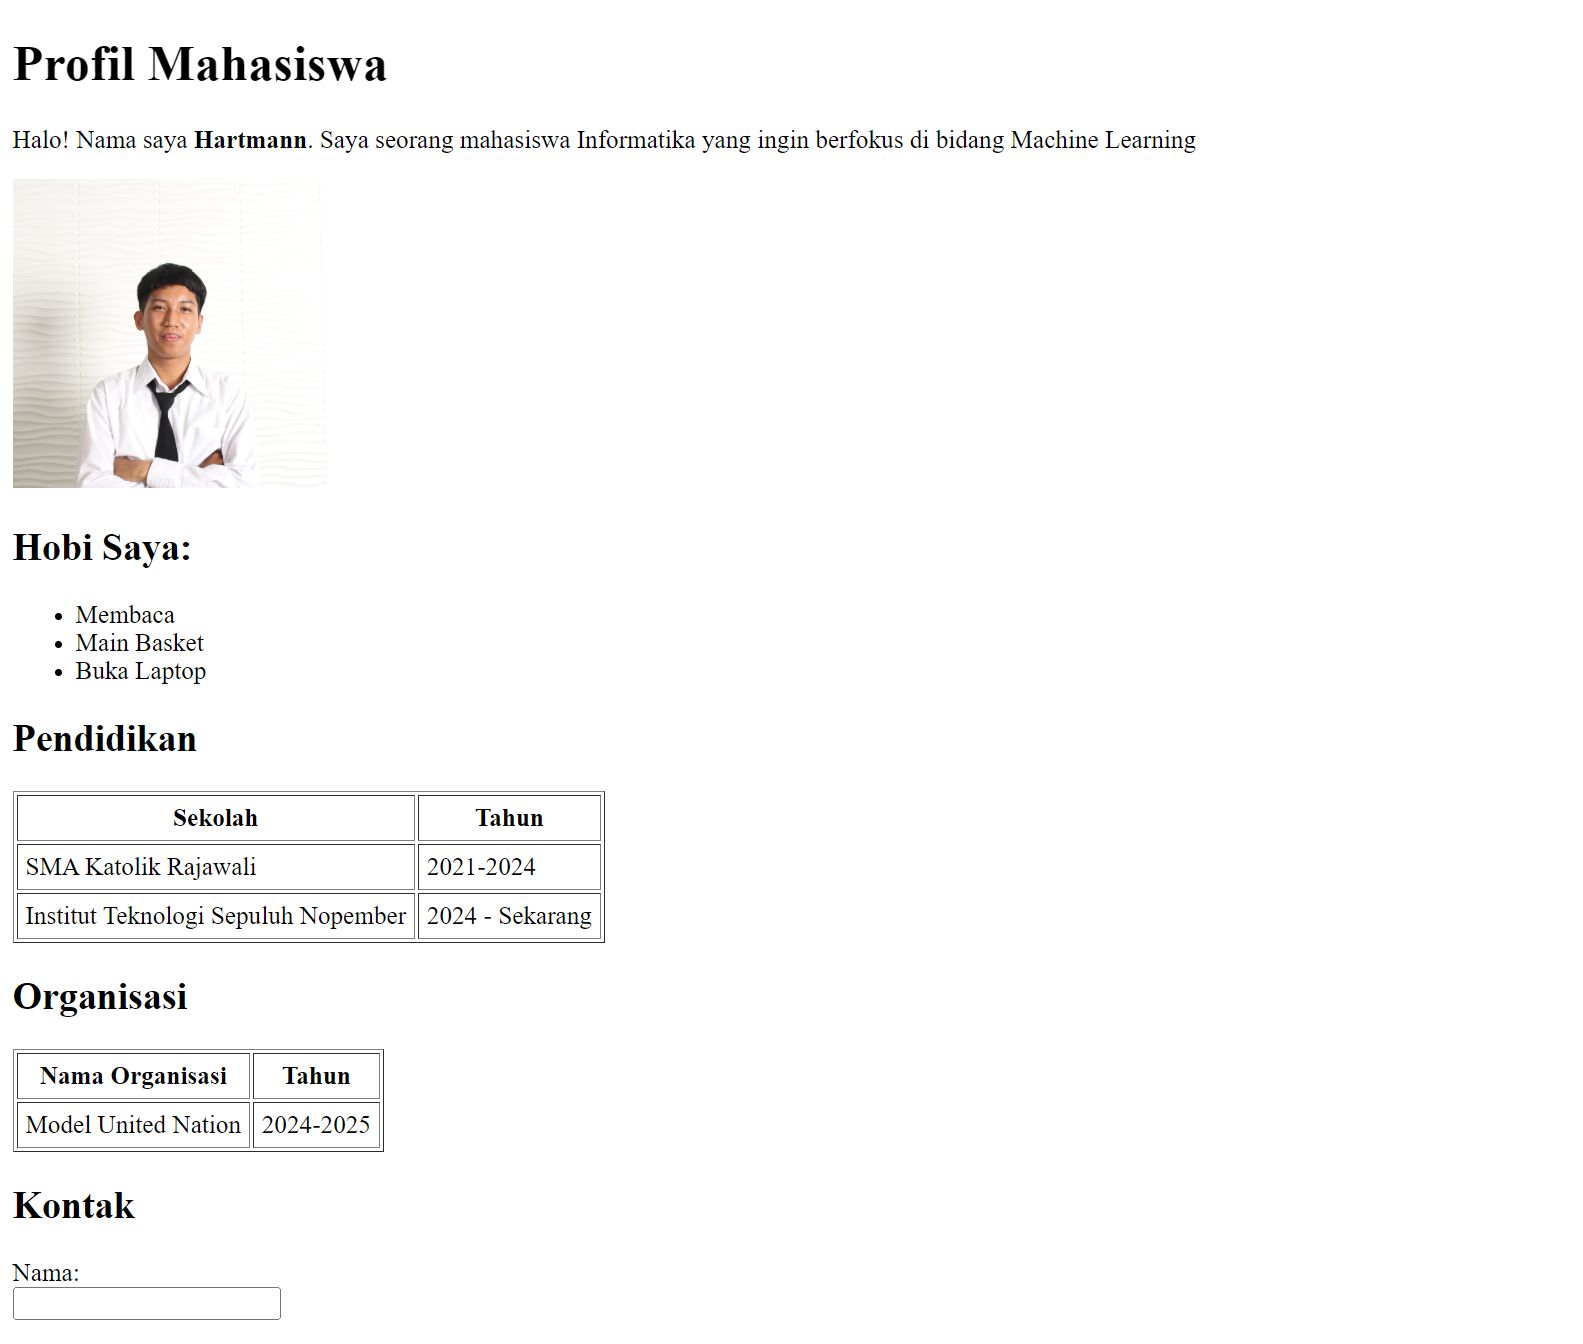 Profil Mahasiswa
Halo! Nama saya Hartmann. Saya seorang mahasiswa Informatika yang ingin berfokus di bidang Machine Learning
Hobi Saya:
Membaca
Main Basket
Buka Laptop
Pendidikan
Sekolah Tahun
SMA Katolik Rajawali 2021-2024
Institut Teknologi Sepuluh Nopember 2024 - Sekarang
Organisasi
Nama Organisasi Tahun
Model United Nation 2024-2025
Kontak
Nama: